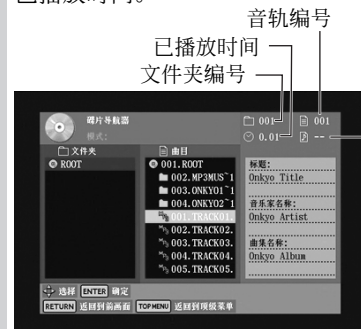 已播放时间。
音轨编号
已播放时间
文件夹编号
碟片导航器
模式:
001
001
0.01
--
文件夹
曲目
ROOT
001.ROOT
002.MP3MUS~1
003.ONKYO1~1
004.ONKYO2~1
001.TRACK01.
002.TRACK02.
003.TRACK03.
004.TRACK04.
005.TRACK05.
标题:
Onkyo Title
音乐家名称:
Onkyo Artist
曲集名称:
Onkyo Album
选择 ENTER 确定
RETURN 返回到前画面 TOP MENU 返回到顶级菜单